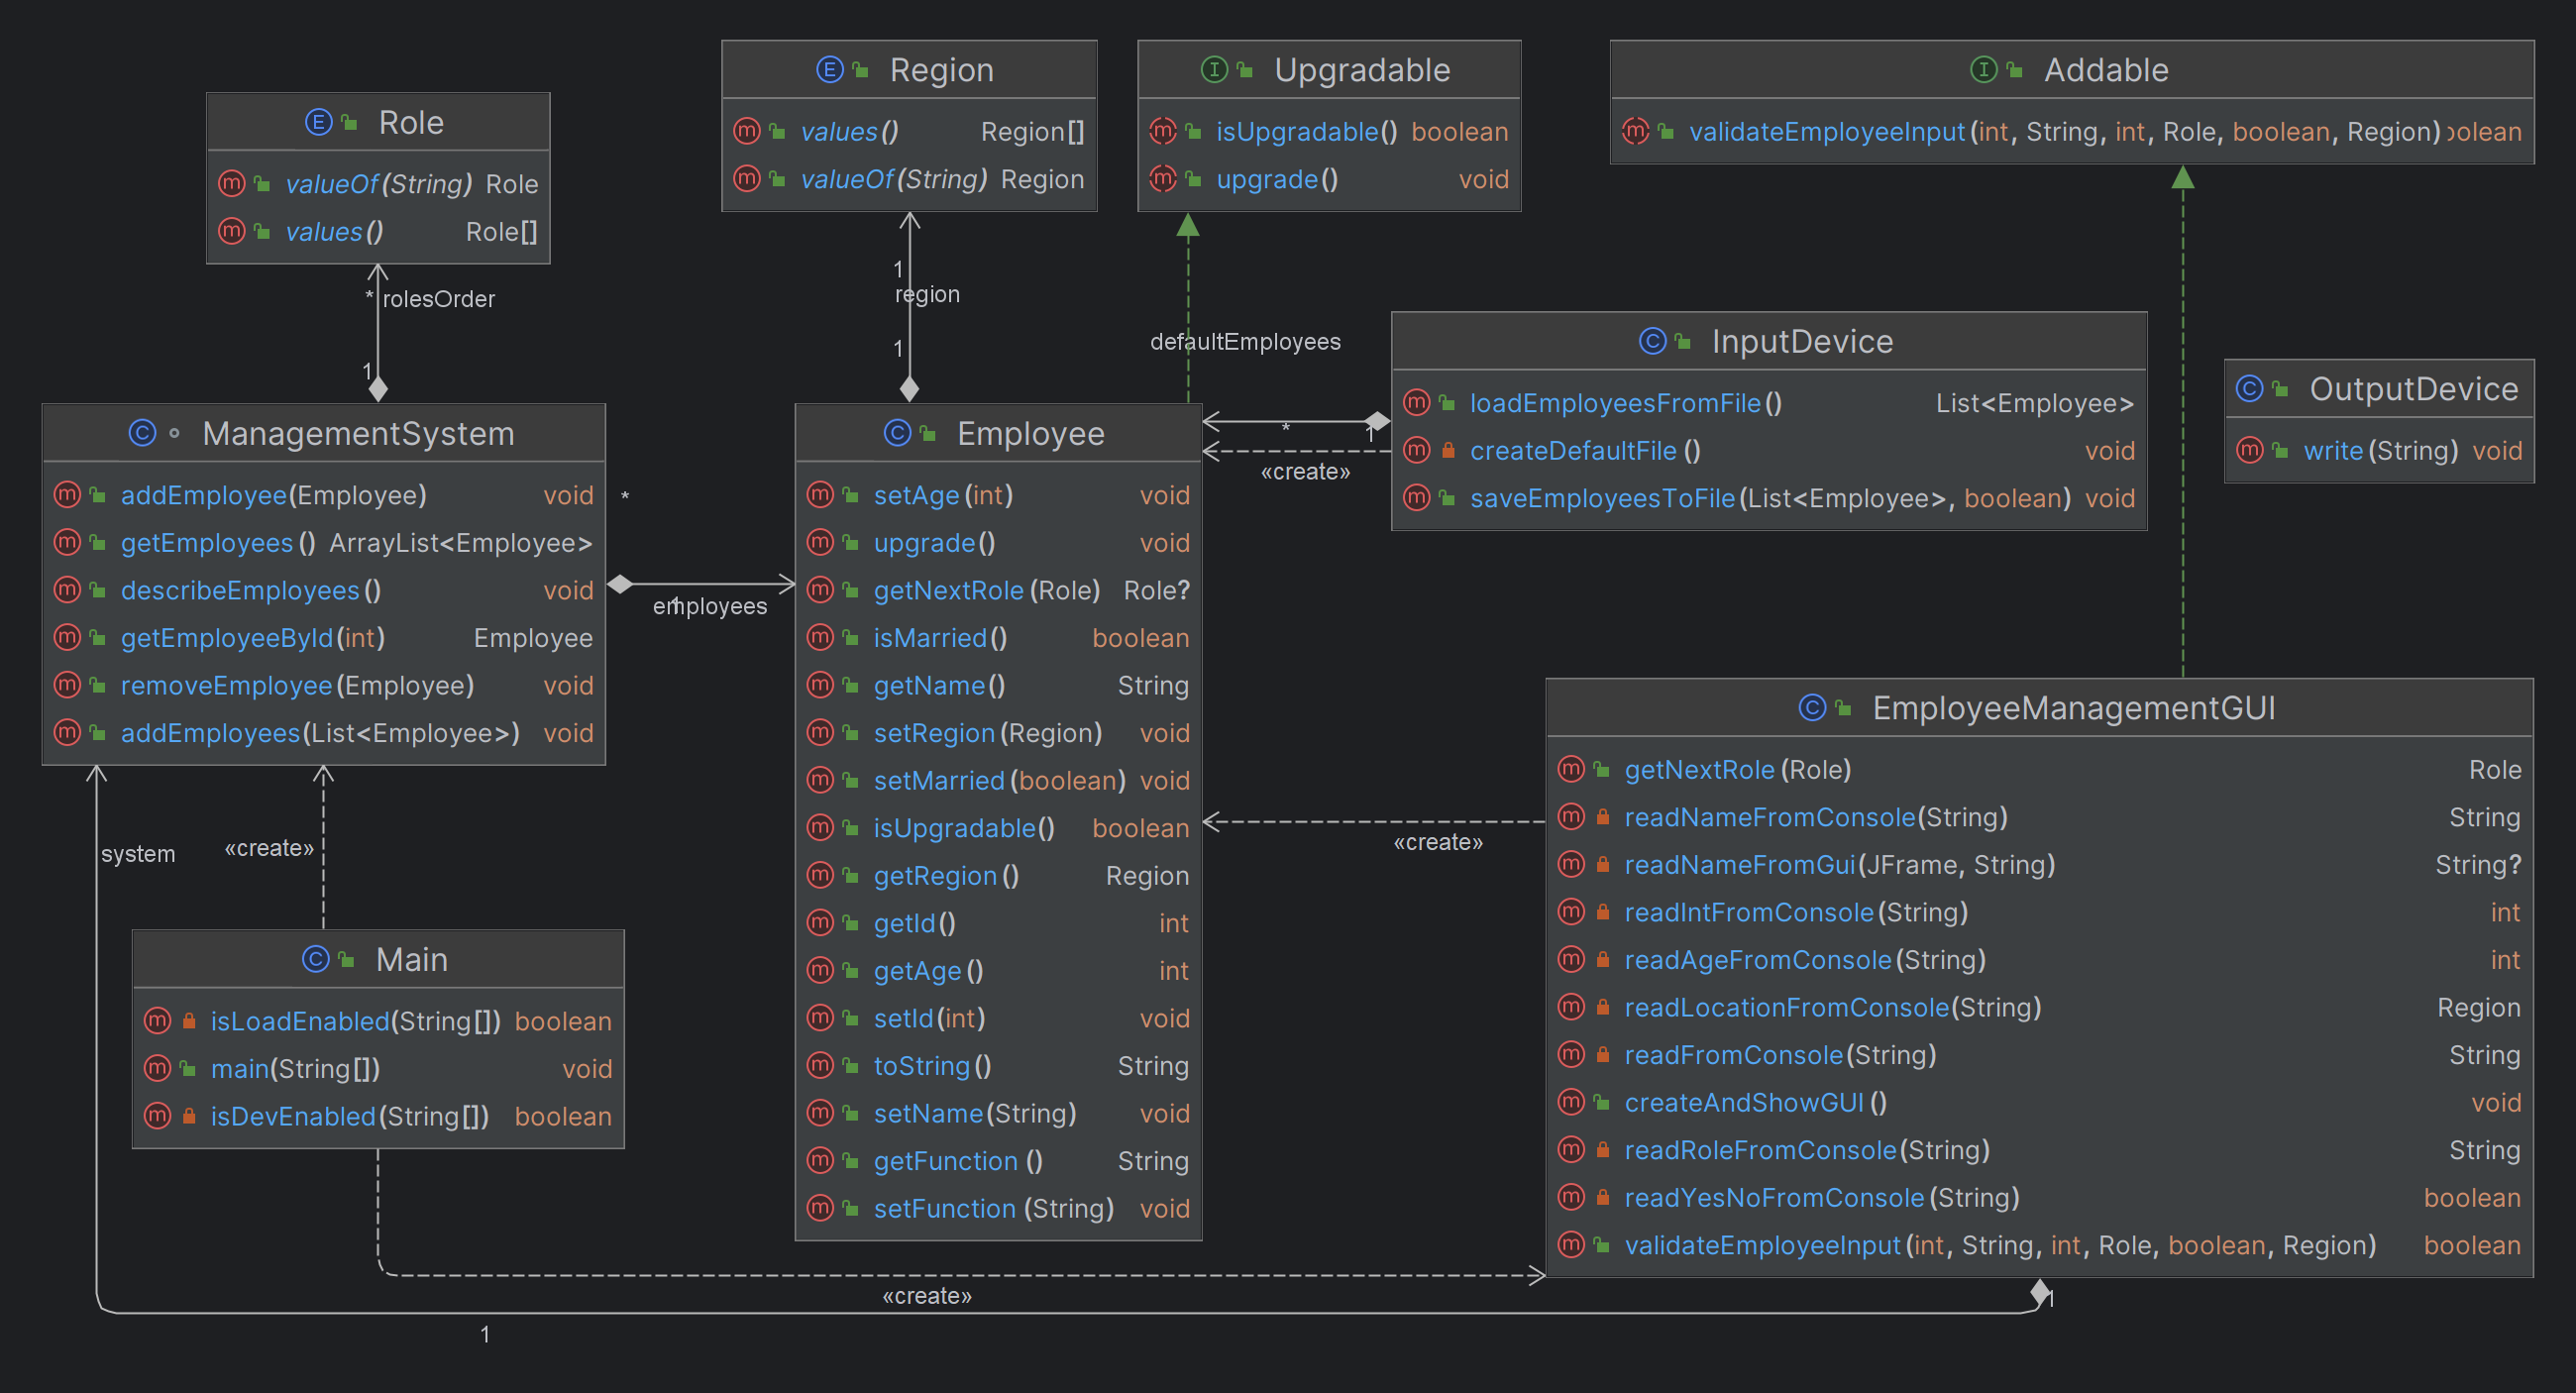 Role
valueOf(String) Role
values() Role[]
Region
values() Region[]
valueOf(String) Region
Upgradable
isUpgradable() boolean
upgrade() void
Addable
validateEmployeeInput(int, String, int, Role, boolean, Region)
* rolesOrder
1
1
region
1
defaultEmployees
InputDevice
loadEmployeesFromFile() List<Employee>
createDefaultFile() void
saveEmployeesToFile(List<Employee>, boolean) void
OutputDevice
write(String) void
*
1
«create»
ManagementSystem
addEmployee(Employee) void
getEmployees() ArrayList<Employee>
describeEmployees() void
getEmployeeById(int) Employee
removeEmployee(Employee) void
addEmployees(List<Employee>) void
*
employees
1
Employee
setAge(int) void
upgrade() void
getNextRole(Role) Role?
isMarried() boolean
getName() String
setRegion(Region) void
setMarried(boolean) void
isUpgradable() boolean
getRegion() Region
getId() int
getAge() int
setId(int) void
toString() String
setName(String) void
getFunction() String
setFunction(String) void
«create»
EmployeeManagementGUI
getNextRole(Role) Role
readNameFromConsole(String) String
readNameFromGui(JFrame, String) String?
readIntFromConsole(String) int
readAgeFromConsole(String) int
readLocationFromConsole(String) Region
readFromConsole(String) String
createAndShowGUI() void
readRoleFromConsole(String) String
readYesNoFromConsole(String) boolean
validateEmployeeInput(int, String, int, Role, boolean, Region) boolean
system
«create»
Main
isLoadEnabled(String[]) boolean
main(String[]) void
isDevEnabled(String[]) boolean
«create»
1
1